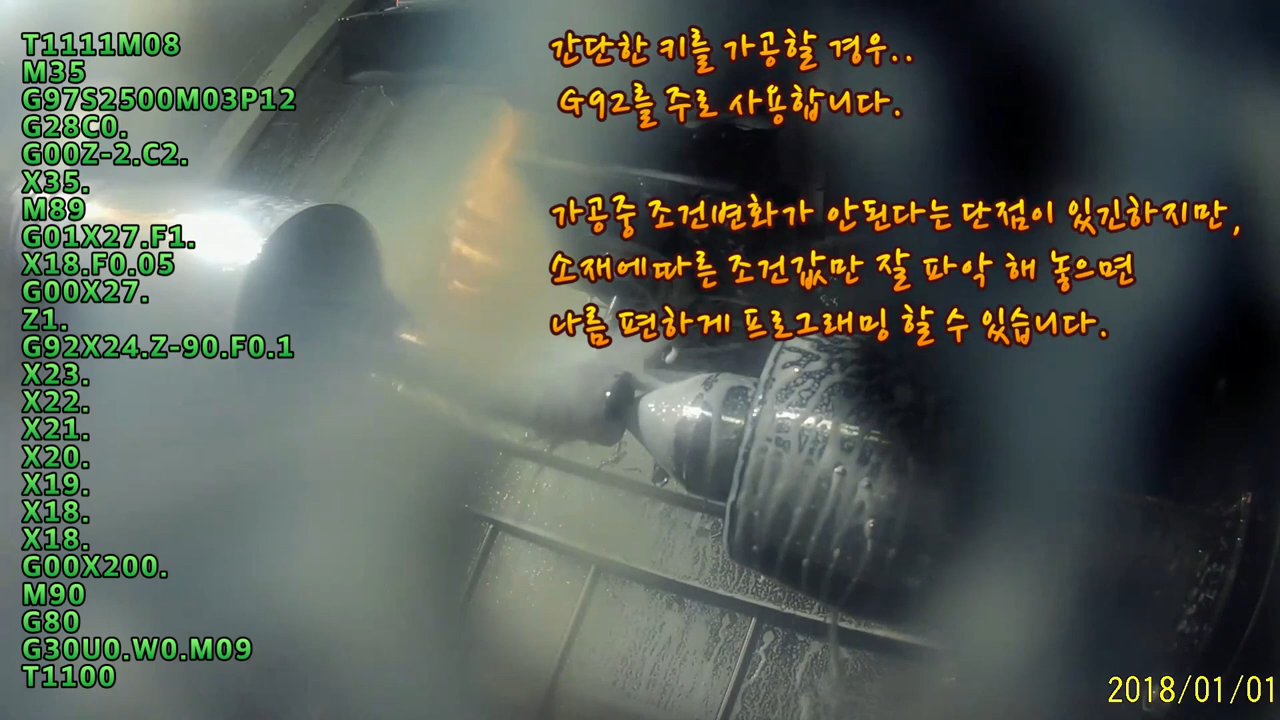 T1111M08
M35
G97S2500M03P12
G28C0.
G00Z-2.C2.
X35.
M89
G01X27.F1.
X18.F0.05
G00X27.
Z1.
G92X24.Z-90.F0.1
X23.
X22.
X21.
X20.
X19.
X18.
X18.
G00X200.
M90
G80
G30U0.W0.M09
T1100
간단한 키를 가공할 경우..
G92를 주로 사용합니다.
가공중 조건변화가 안된다는 단점이 있긴하지만,
소재에따른 조건값만 잘 파악 해 놓으면
나름 편하게 프로그래밍 할 수 있습니다.
2018/01/01